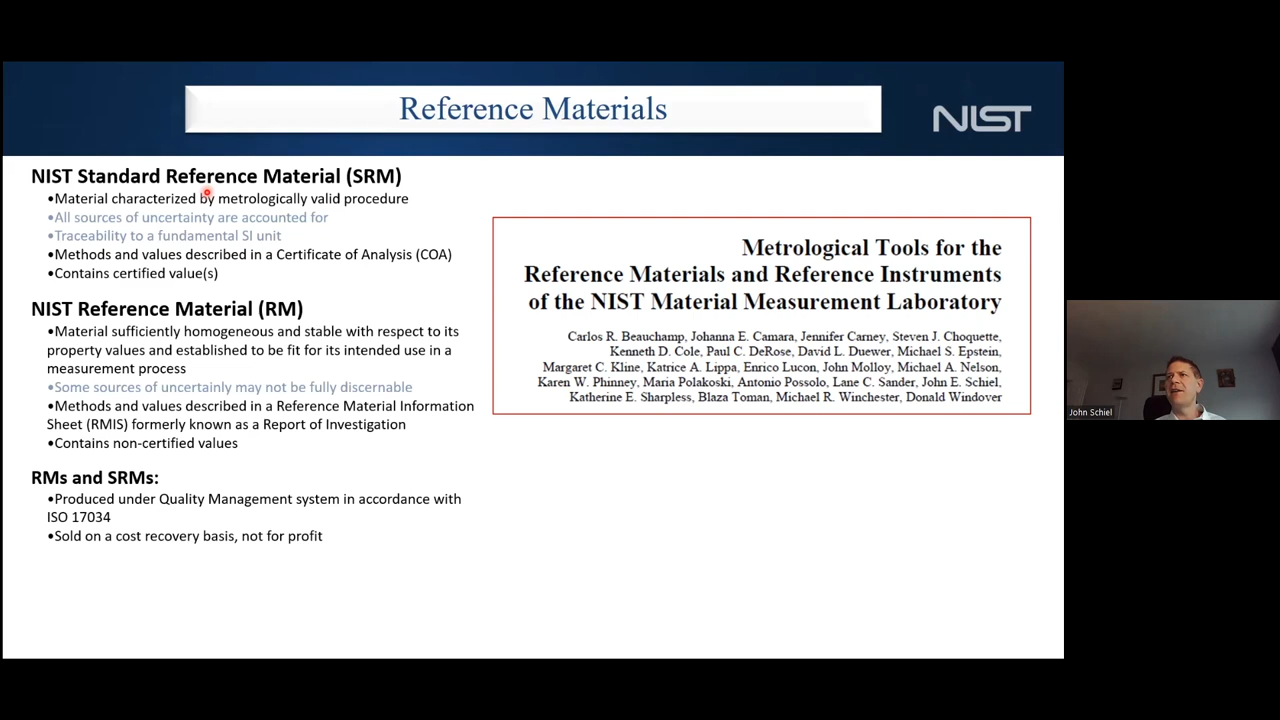 Reference Materials
NIST
NIST Standard Reference Material (SRM)
•Material characterized by metrologically valid procedure
•All sources of uncertainty are accounted for
•Traceability to a fundamental SI unit
•Methods and values described in a Certificate of Analysis (COA)
•Contains certified value(s)
NIST Reference Material (RM)
•Material sufficiently homogeneous and stable with respect to its
property values and established to be fit for its intended use in a
measurement process
•Some sources of uncertainly may not be fully discernable
•Methods and values described in a Reference Material Information
Sheet (RMIS) formerly known as a Report of Investigation
•Contains non-certified values
RMs and SRMs:
•Produced under Quality Management system in accordance with
ISO 17034
•Sold on a cost recovery basis, not for profit
Metrological Tools for the
Reference Materials and Reference Instruments
of the NIST Material Measurement Laboratory
Carlos R. Beauchamp, Johanna E. Camara, Jennifer Carney, Steven J. Choquette,
Kenneth D. Cole, Paul C. DeRose, David L. Duewer, Michael S. Epstein,
Margaret C. Kline, Katrice A. Lippa, Enrico Lucon, John Molloy, Michael A. Nelson,
Karen W. Phinney, Maria Polakoski, Antonio Possolo, Lane C. Sander, John E. Schiel,
Katherine E. Sharpless, Blaza Toman, Michael R. Winchester, Donald Windover
John Schiel